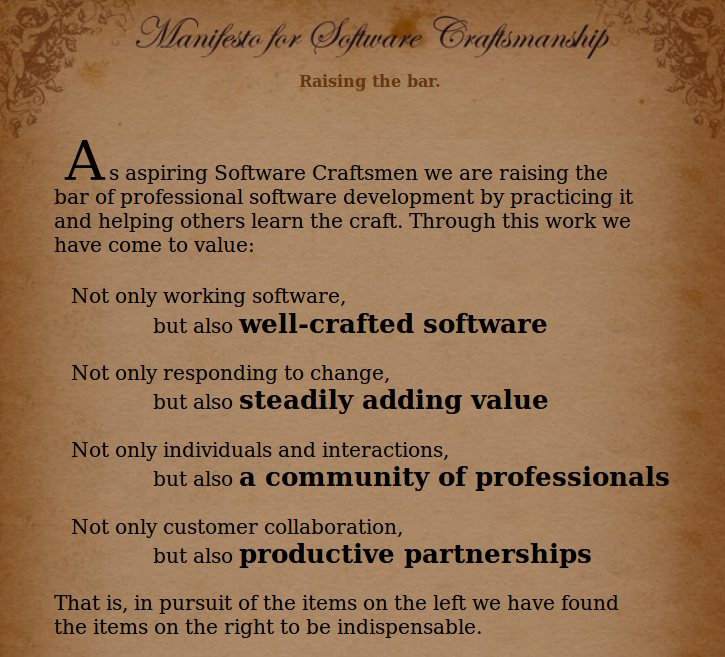 Manifesto for Software Craftsmanship
Raising the bar.
As aspiring Software Craftsmen we are raising the
bar of professional software development by practicing it
and helping others learn the craft. Through this work we
have come to value:
Not only working software,
but also well-crafted software
Not only responding to change,
but also steadily adding value
Not only individuals and interactions,
but also a community of professionals
Not only customer collaboration,
but also productive partnerships
That is, in pursuit of the items on the left we have found
the items on the right to be indispensable.